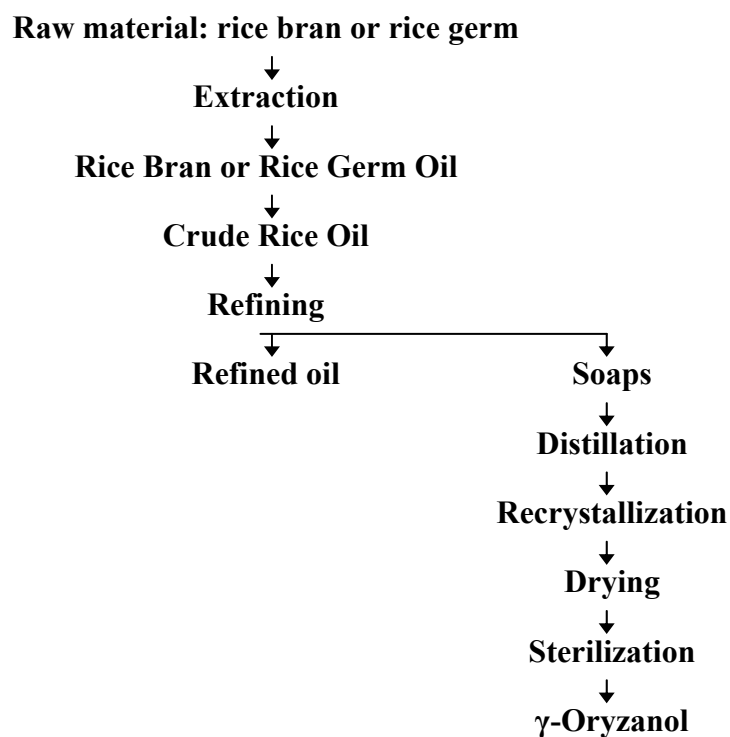 Raw material: rice bran or rice germ
Extraction
Rice Bran or Rice Germ Oil
Crude Rice Oil
Refining
Refined oil
Soaps
Distillation
Recrystallization
Drying
Sterilization
γ-Oryzanol